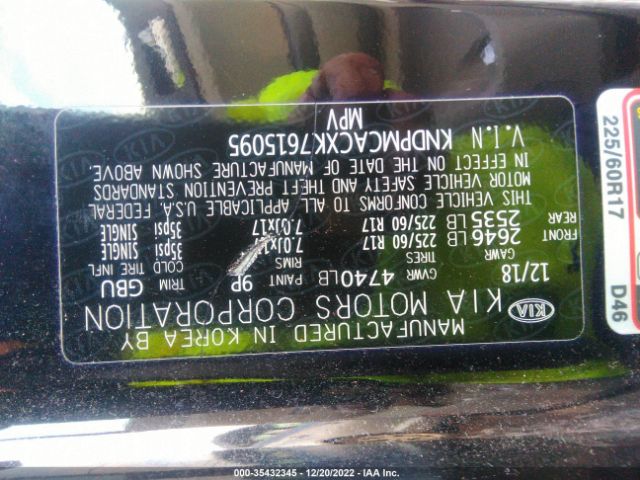 MANUFACTURED IN KOREA BY
KIA KIA MOTORS CORPORATION
12/18 GVWR 4740LB PAINT 9P TRIM GBU
GAWR TIRES RIMS COLD TIRE INFL
FRONT 2646LB 225/60 R17 7.0Jx17 SINGLE 35psi
REAR 2535LB 225/60 R17 7.0Jx17 SINGLE 35psi
THIS VEHICLE CONFORMS TO ALL APPLICABLE U.S.A. FEDERAL
MOTOR VEHICLE SAFETY AND THEFT PREVENTION STANDARDS
IN EFFECT ON THE DATE OF MANUFACTURE SHOWN ABOVE.
V.I.N KNDPMCACXK7615095
MPV
225/60R17
D46
000-35432345 - 12/20/2022 - IAA Inc.